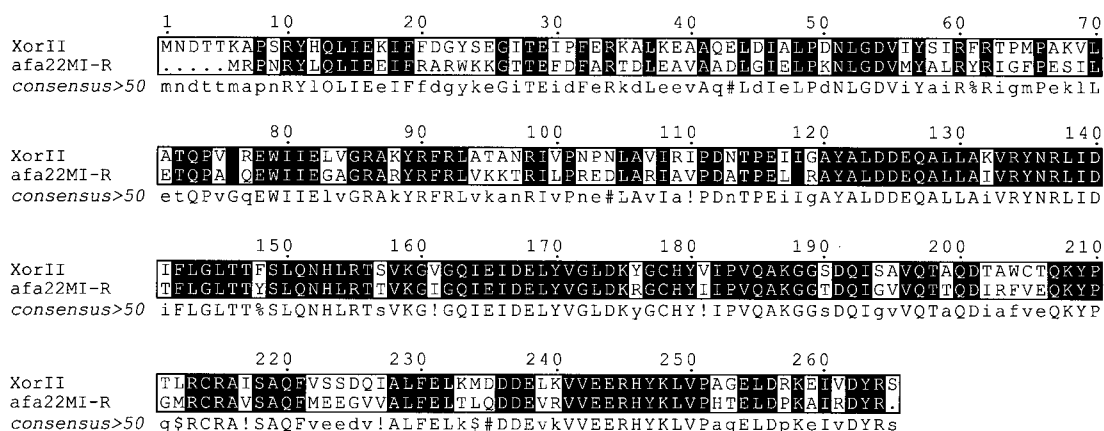 1 10 20 30 40 50 60 70
XorII MNDTTKAPSRYHQLIEKIFFDGYSEGITEIPFERKALKEAAQELDIALPDNLGDVIYSIRFRTPMPAKVL
afa22MI-R .....MRPNRYLQLIEEIFRARWKKGTTEFDFARTDLEAVAADLGIELPKNLGDVMYALRYRIGFPESIL
consensus>50 mndttmapnRYlQLIEeIFfdgykeGiTEidFeRkdLeevAq#LdIeLPdNLGDviYaiR%RigmPeklL
80 90 100 110 120 130 140
XorII ATQPV REWIIELVGRAKYRFRLATANRIVPNPNLAVIRIPDNTPEIIGAYALDDEQALLAKVRYNRLID
afa22MI-R ETQPA QEWIIEGAGRARYRFRLVKKTRILPREDLARIAVPDATPEL RAYALDDEQALLAIVRYNRLID
consensus>50 etQPvGqEWIIElvGRAkYRFRLvkanRIvPne#LAvIa!PDnTPEiIgAYALDDEQALLAivRYNRLID
150 160 170 180 190 200 210
XorII IFLGLTTFSLQNHLRTSVKGVGQIEIDELYVGLDKYGCHYVIPVQAKGGSDQISAVQTAQDTAWCTQKYP
afa22MI-R TFLGLTTYSLQNHLRTTVKGIGQIEIDELYVGLDKRGCHYIIPVQAKGGTDQIGVVQTTQDIRFVEQKYP
consensus>50 iFLGLTT%SLQNHLRTsVKG!GQIEIDELYVGLDKyGCHY!IPVQAKGGsDQIgvVQTaQDiafveQKYP
220 230 240 250 260
XorII TLRCRAISAQFVSSDQIALFELKMDDDELKVVEERHYKLVPAGELDRKEIVDYRS
afa22MI-R GMRCRAVSAQFMEEGVVALFELTLQDDEVRVVEERHYKLVPHTELDPKAIRDYR.
consensus>50 g$RCRA!SAQFveedv!ALFELk$#DDEvkVVEERHYKLVPagELDpKeIvDYRs